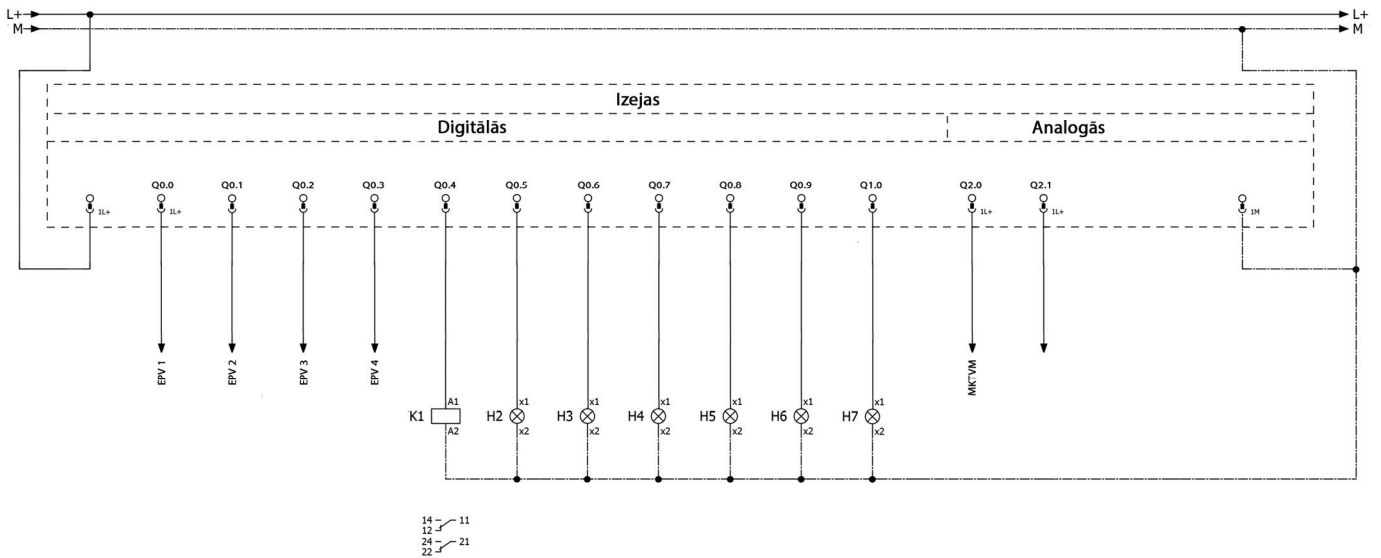 L+ L+
M M
Izejas
Digitālās Analogās
Q0.0 Q0.1 Q0.2 Q0.3 Q0.4 Q0.5 Q0.6 Q0.7 Q0.8 Q0.9 Q1.0 Q2.0 Q2.1
1L+ 1L+ 1L+ 1L+ 1M
EPV 1 EPV 2 EPV 3 EPV 4 MKTVM
A1 x1 x1 x1 x1 x1 x1
K1 H2 H3 H4 H5 H6 H7
A2 x2 x2 x2 x2 x2 x2
14 11
12
24 21
22